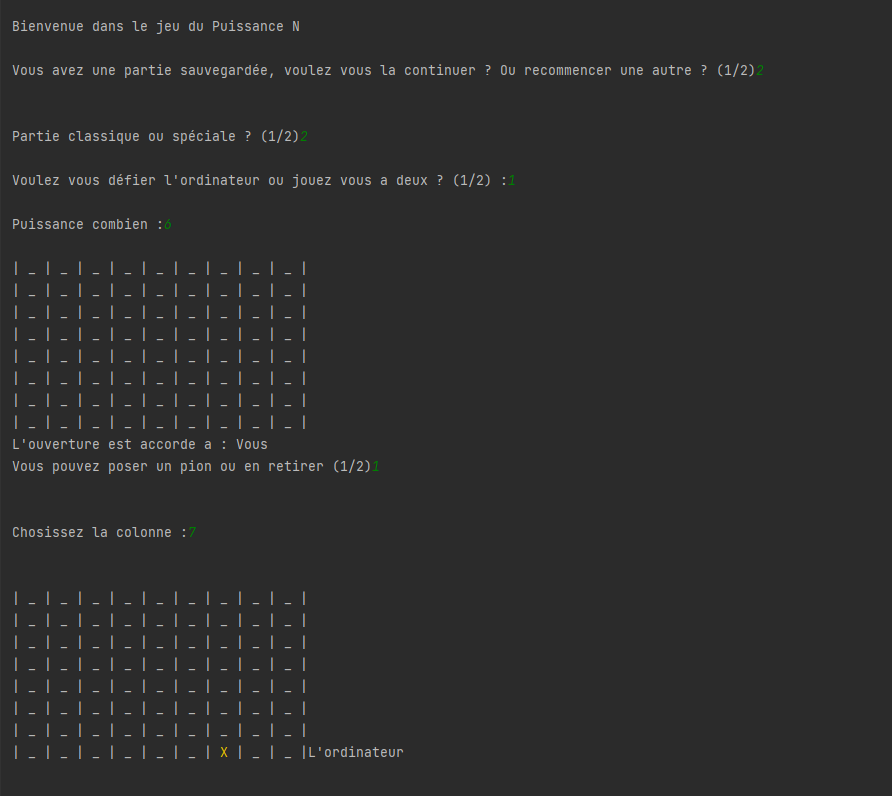 Bienvenue dans le jeu du Puissance N
Vous avez une partie sauvegardée, voulez vous la continuer ? Ou recommencer une autre ? (1/2)2
Partie classique ou spéciale ? (1/2)2
Voulez vous défier l'ordinateur ou jouez vous a deux ? (1/2) :1
Puissance combien :6
| _ | _ | _ | _ | _ | _ | _ | _ | _ |
| _ | _ | _ | _ | _ | _ | _ | _ | _ |
| _ | _ | _ | _ | _ | _ | _ | _ | _ |
| _ | _ | _ | _ | _ | _ | _ | _ | _ |
| _ | _ | _ | _ | _ | _ | _ | _ | _ |
| _ | _ | _ | _ | _ | _ | _ | _ | _ |
| _ | _ | _ | _ | _ | _ | _ | _ | _ |
| _ | _ | _ | _ | _ | _ | _ | _ | _ |
L'ouverture est accorde a : Vous
Vous pouvez poser un pion ou en retirer (1/2)1
Chosissez la colonne :7
| _ | _ | _ | _ | _ | _ | _ | _ | _ |
| _ | _ | _ | _ | _ | _ | _ | _ | _ |
| _ | _ | _ | _ | _ | _ | _ | _ | _ |
| _ | _ | _ | _ | _ | _ | _ | _ | _ |
| _ | _ | _ | _ | _ | _ | _ | _ | _ |
| _ | _ | _ | _ | _ | _ | _ | _ | _ |
| _ | _ | _ | _ | _ | _ | _ | _ | _ |
| _ | _ | _ | _ | _ | _ | X | _ | _ |L'ordinateur